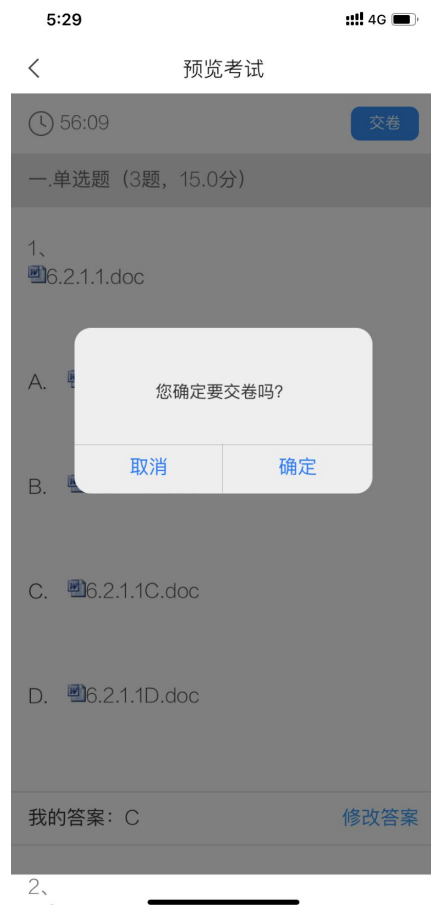 5:29 4G
预览考试
56:09 交卷
一.单选题（3题，15.0分）
1、
6.2.1.1.doc
A.
您确定要交卷吗？
取消 确定
B.
C. 6.2.1.1C.doc
D. 6.2.1.1D.doc
我的答案：C 修改答案
2、